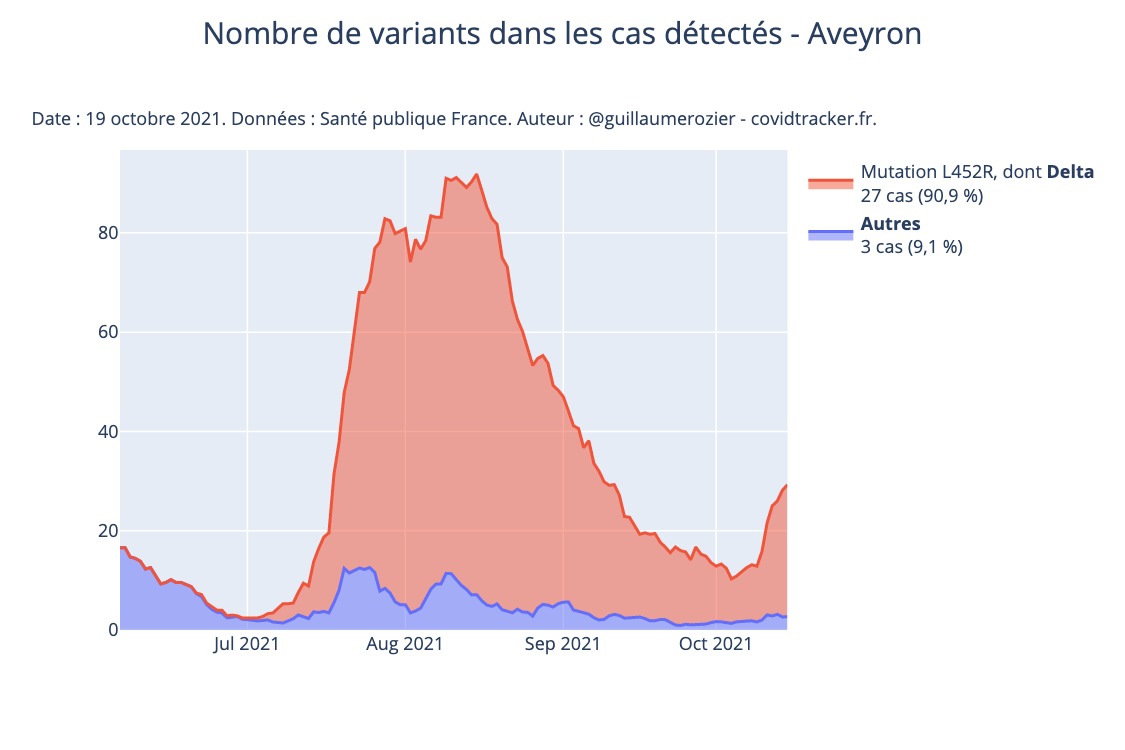 Nombre de variants dans les cas détectés - Aveyron
Date : 19 octobre 2021. Données : Santé publique France. Auteur : @guillaumerozier - covidtracker.fr.
Mutation L452R, dont Delta
27 cas (90,9 %)
Autres
3 cas (9,1 %)
80
60
40
20
0
Jul 2021
Aug 2021
Sep 2021
Oct 2021